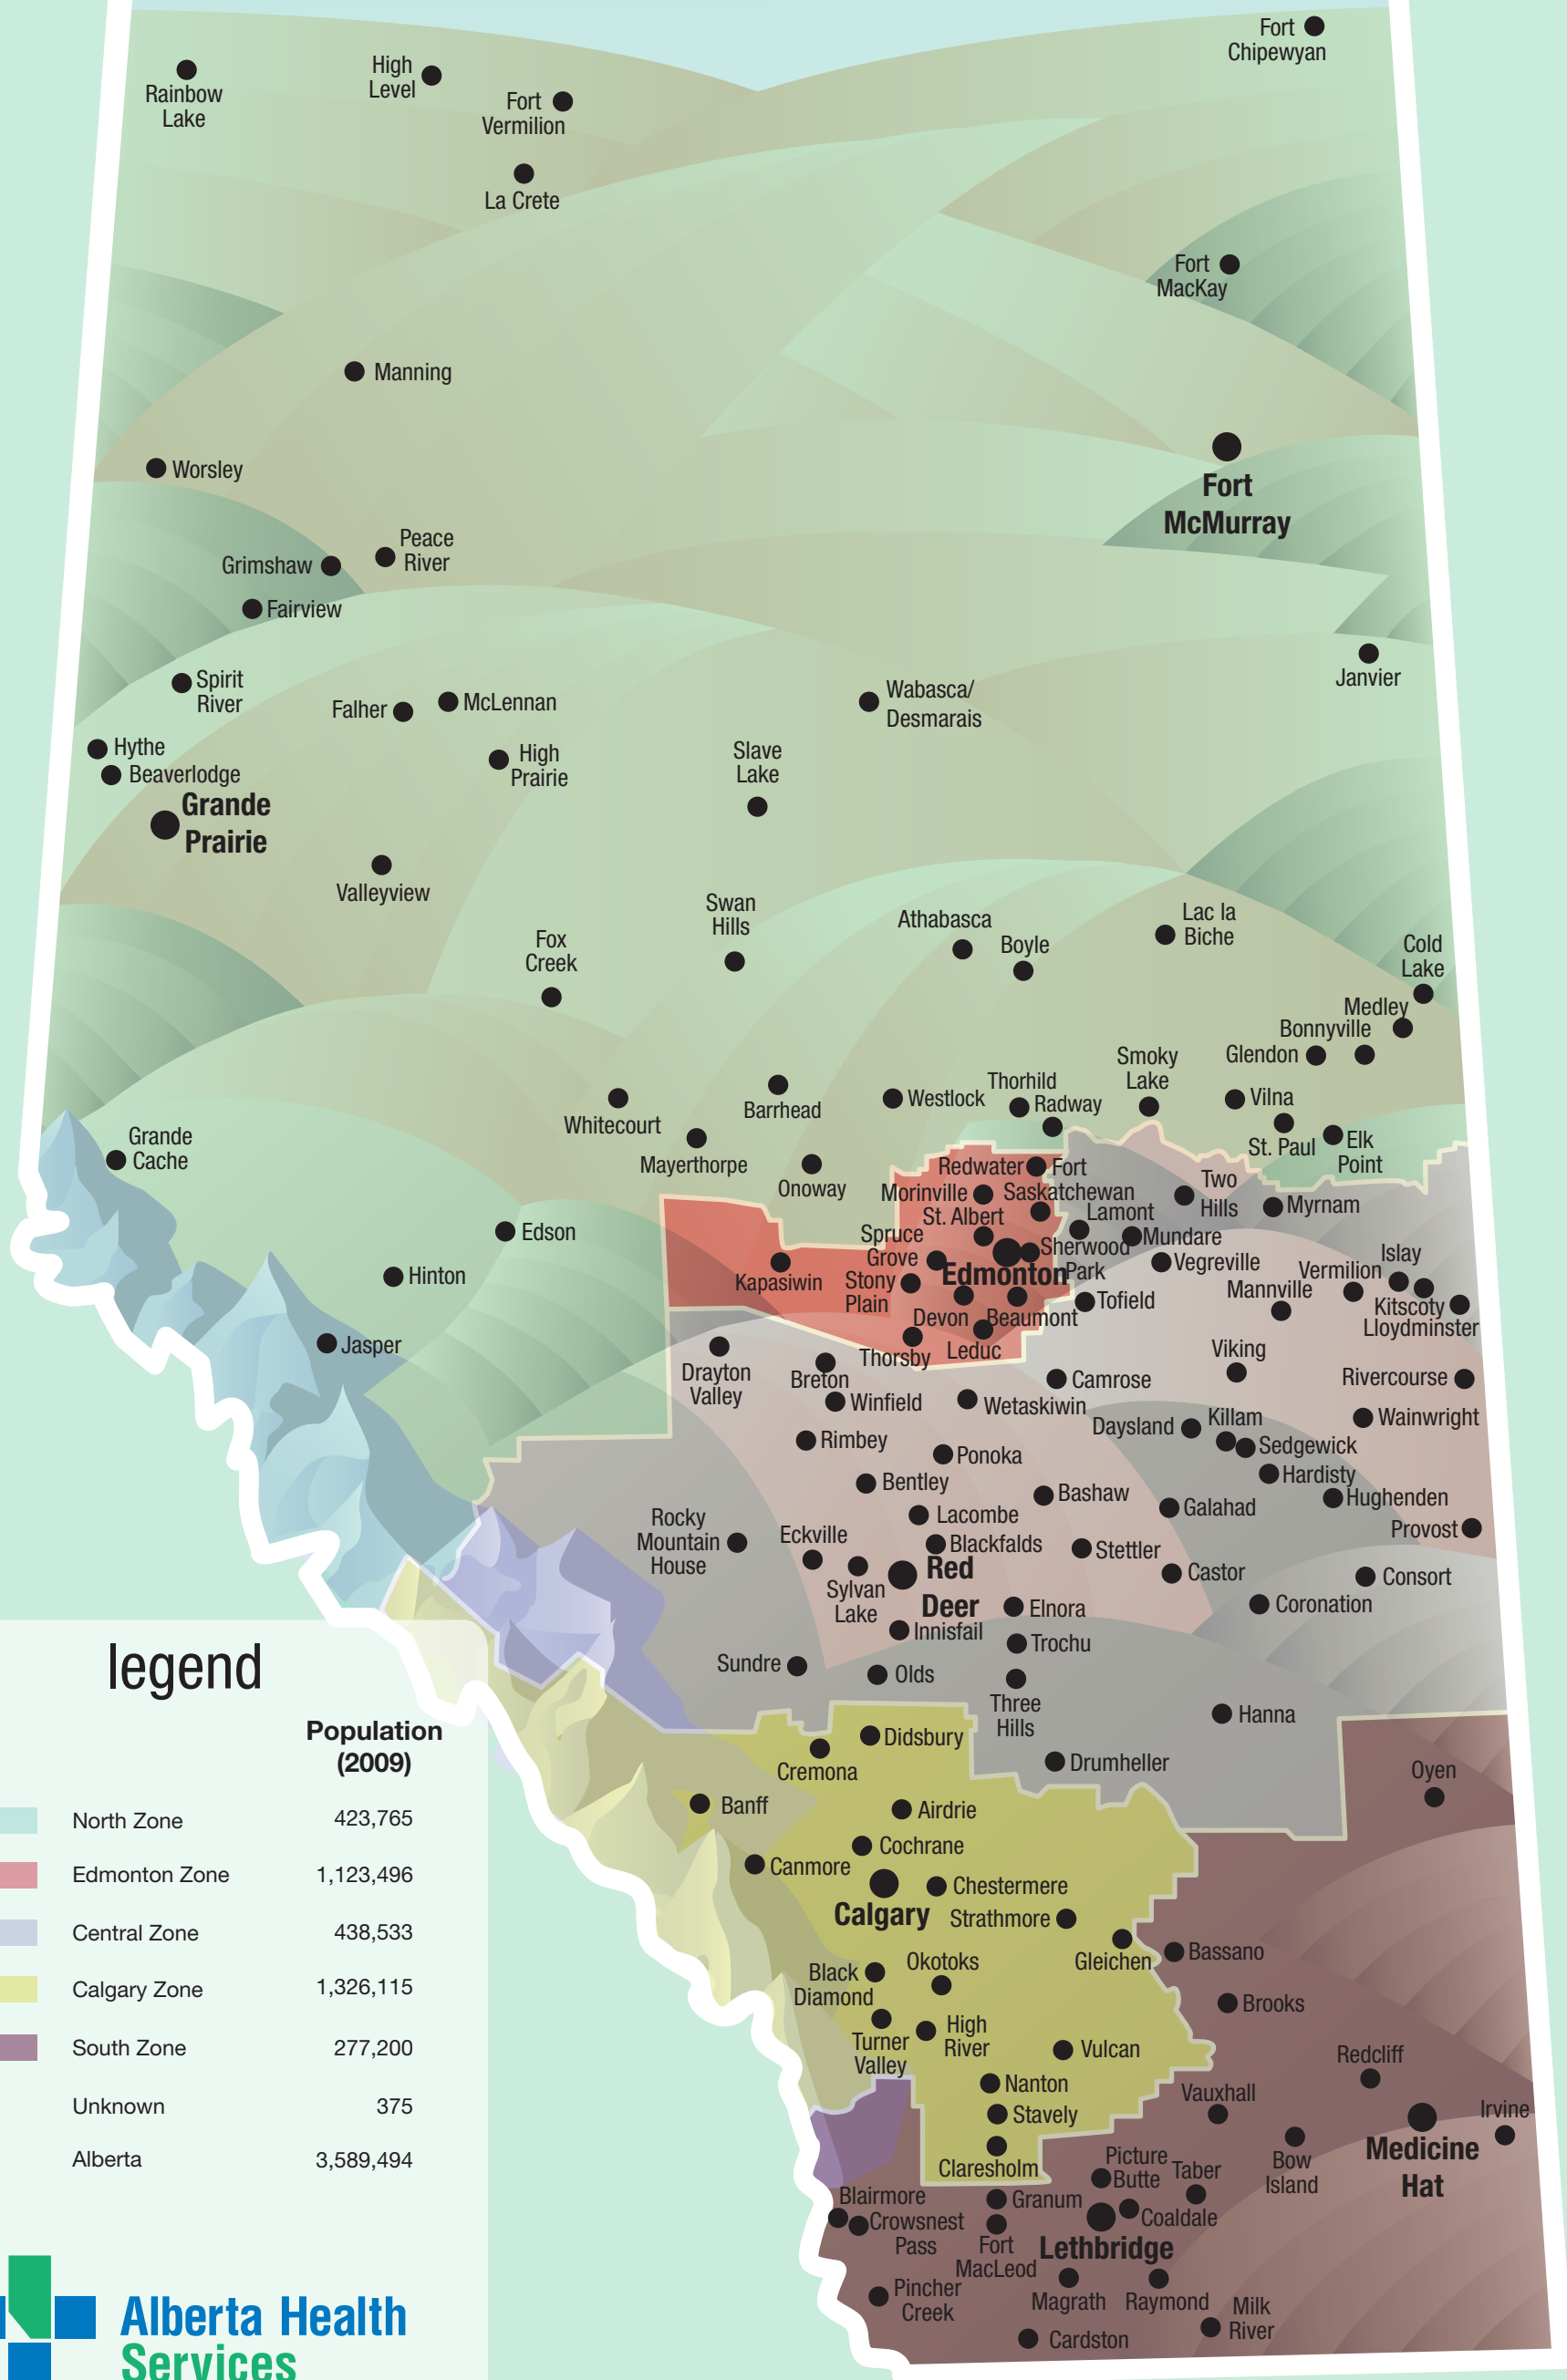 Fort
Chipewyan
Rainbow
Lake
High
Level
Fort
Vermilion
La Crete
Fort
MacKay
Manning
Worsley
Fort
McMurray
Peace
River
Grimshaw
Fairview
Janvier
Spirit
River
Falher
McLennan
Wabasca/
Desmarais
Hythe
Beaverlodge
Grande
Prairie
High
Prairie
Slave
Lake
Valleyview
Swan
Hills
Athabasca
Boyle
Lac la
Biche
Fox
Creek
Cold
Lake
Medley
Bonnyville
Glendon
Smoky
Lake
Thorhild
Radway
Westlock
Vilna
Barrhead
Whitecourt
St. Paul
Elk
Point
Grande
Cache
Mayerthorpe
Onoway
Redwater
Fort
Saskatchewan
Morinville
St. Albert
Two
Hills
Myrnam
Lamont
Mundare
Edson
Spruce
Grove
Sherwood
Park
Vegreville
Islay
Hinton
Kapasiwin
Stony
Plain
Edmonton
Vermilion
Mannville
Kitscoty
Lloydminster
Tofield
Devon
Beaumont
Jasper
Thorsby
Leduc
Viking
Drayton
Valley
Breton
Camrose
Rivercourse
Winfield
Wetaskiwin
Daysland
Killam
Wainwright
Rimbey
Ponoka
Sedgewick
Bentley
Hardisty
Bashaw
Galahad
Hughenden
Lacombe
Provost
Rocky
Mountain
House
Eckville
Blackfalds
Stettler
Sylvan
Lake
Red
Deer
Castor
Consort
Elnora
Coronation
Innisfail
Trochu
Sundre
Olds
Three
Hills
Hanna
Didsbury
Cremona
Drumheller
Oyen
Banff
Airdrie
Cochrane
Canmore
Calgary
Chestermere
Strathmore
Gleichen
Bassano
Black
Diamond
Okotoks
Brooks
Turner
Valley
High
River
Vulcan
Redcliff
Nanton
Vauxhall
Stavely
Irvine
Medicine
Hat
Claresholm
Bow
Island
Picture
Butte
Taber
Blairmore
Granum
Crowsnest
Pass
Coaldale
Fort
MacLeod
Lethbridge
Pincher
Creek
Magrath
Raymond
Milk
River
Cardston
legend
Population
(2009)
North Zone 423,765
Edmonton Zone 1,123,496
Central Zone 438,533
Calgary Zone 1,326,115
South Zone 277,200
Unknown 375
Alberta 3,589,494
Alberta Health
Services